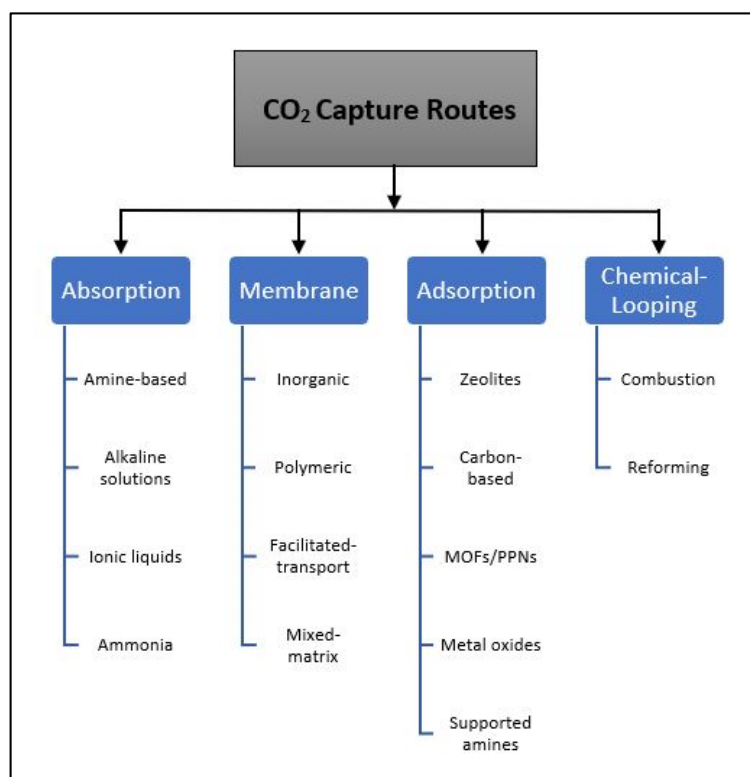 CO₂ Capture Routes
Absorption
Amine-based
Alkaline
solutions
Ionic liquids
Ammonia
Membrane
Inorganic
Polymeric
Facilitated-
transport
Mixed-
matrix
Adsorption
Zeolites
Carbon-
based
MOFs/PPNs
Metal oxides
Supported
amines
Chemical-
Looping
Combustion
Reforming